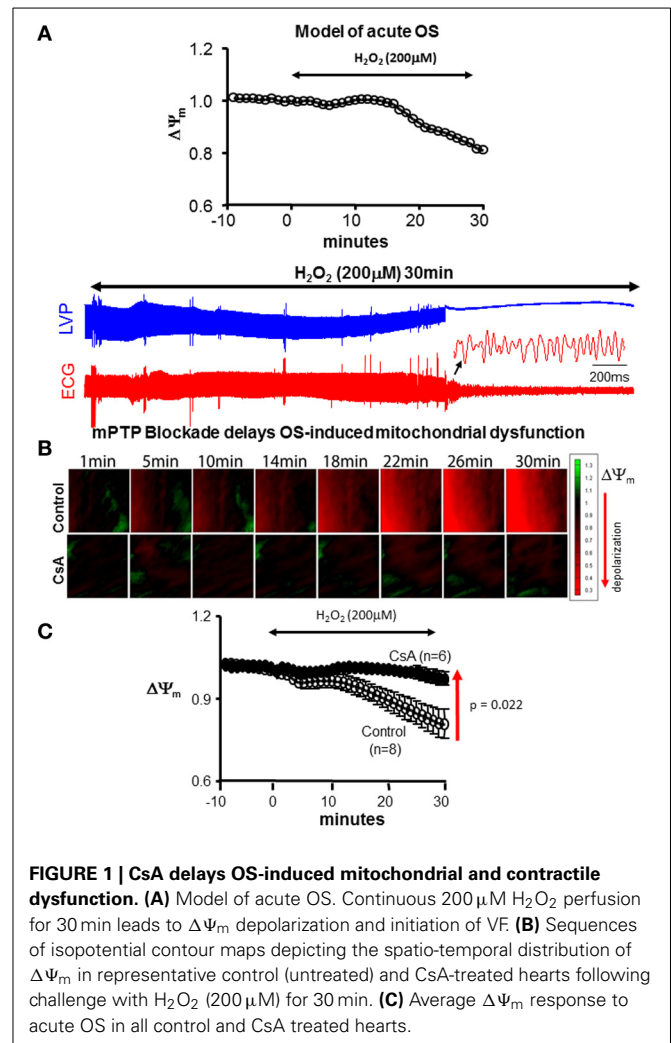 A
Model of acute OS
H₂O₂ (200μM)
ΔΨm
1.2
1.0
0.8
0.6
-10 0 10 20 30
minutes
H₂O₂ (200μM) 30min
LVP
ECG
200ms
mPTP Blockade delays OS-induced mitochondrial dysfunction
B
1min 5min 10min 14min 18min 22min 26min 30min
ΔΨm
Control
CsA
1.3
1.2
1.1
1
0.9
0.8
0.7
0.6
0.5
0.4
0.3
depolarization
C
H₂O₂ (200μM)
1.2
0.9
0.6
ΔΨm
CsA (n=6)
p = 0.022
Control
(n=8)
-10 0 10 20 30
minutes
FIGURE 1 | CsA delays OS-induced mitochondrial and contractile
dysfunction. (A) Model of acute OS. Continuous 200 μM H₂O₂ perfusion
for 30 min leads to ΔΨm depolarization and initiation of VF. (B) Sequences
of isopotential contour maps depicting the spatio-temporal distribution of
ΔΨm in representative control (untreated) and CsA-treated hearts following
challenge with H₂O₂ (200 μM) for 30 min. (C) Average ΔΨm response to
acute OS in all control and CsA treated hearts.